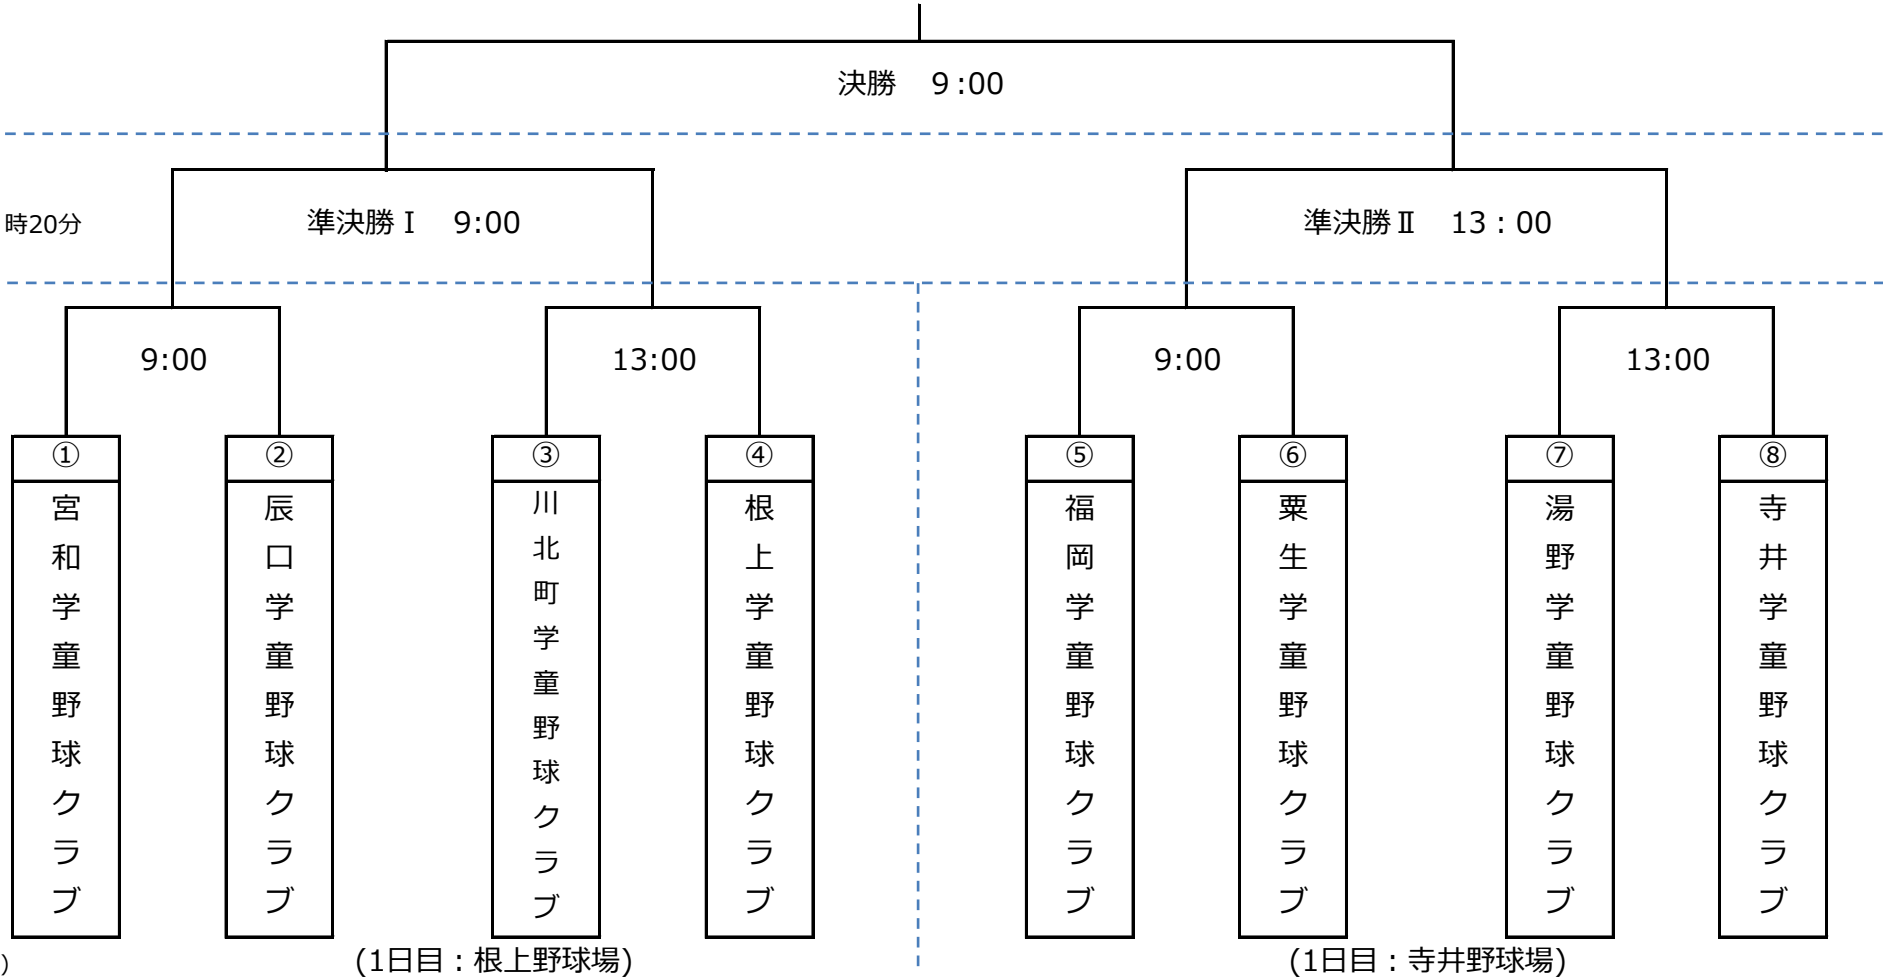 決勝　9:00
時20分
準決勝Ⅰ　9:00
準決勝Ⅱ　13：00
9:00
13:00
9:00
13:00
①
②
③
④
⑤
⑥
⑦
⑧
宮和学童野球クラブ
辰口学童野球クラブ
川北町学童野球クラブ
根上学童野球クラブ
福岡学童野球クラブ
粟生学童野球クラブ
湯野学童野球クラブ
寺井学童野球クラブ
)
(1日目：根上野球場)
(1日目：寺井野球場)